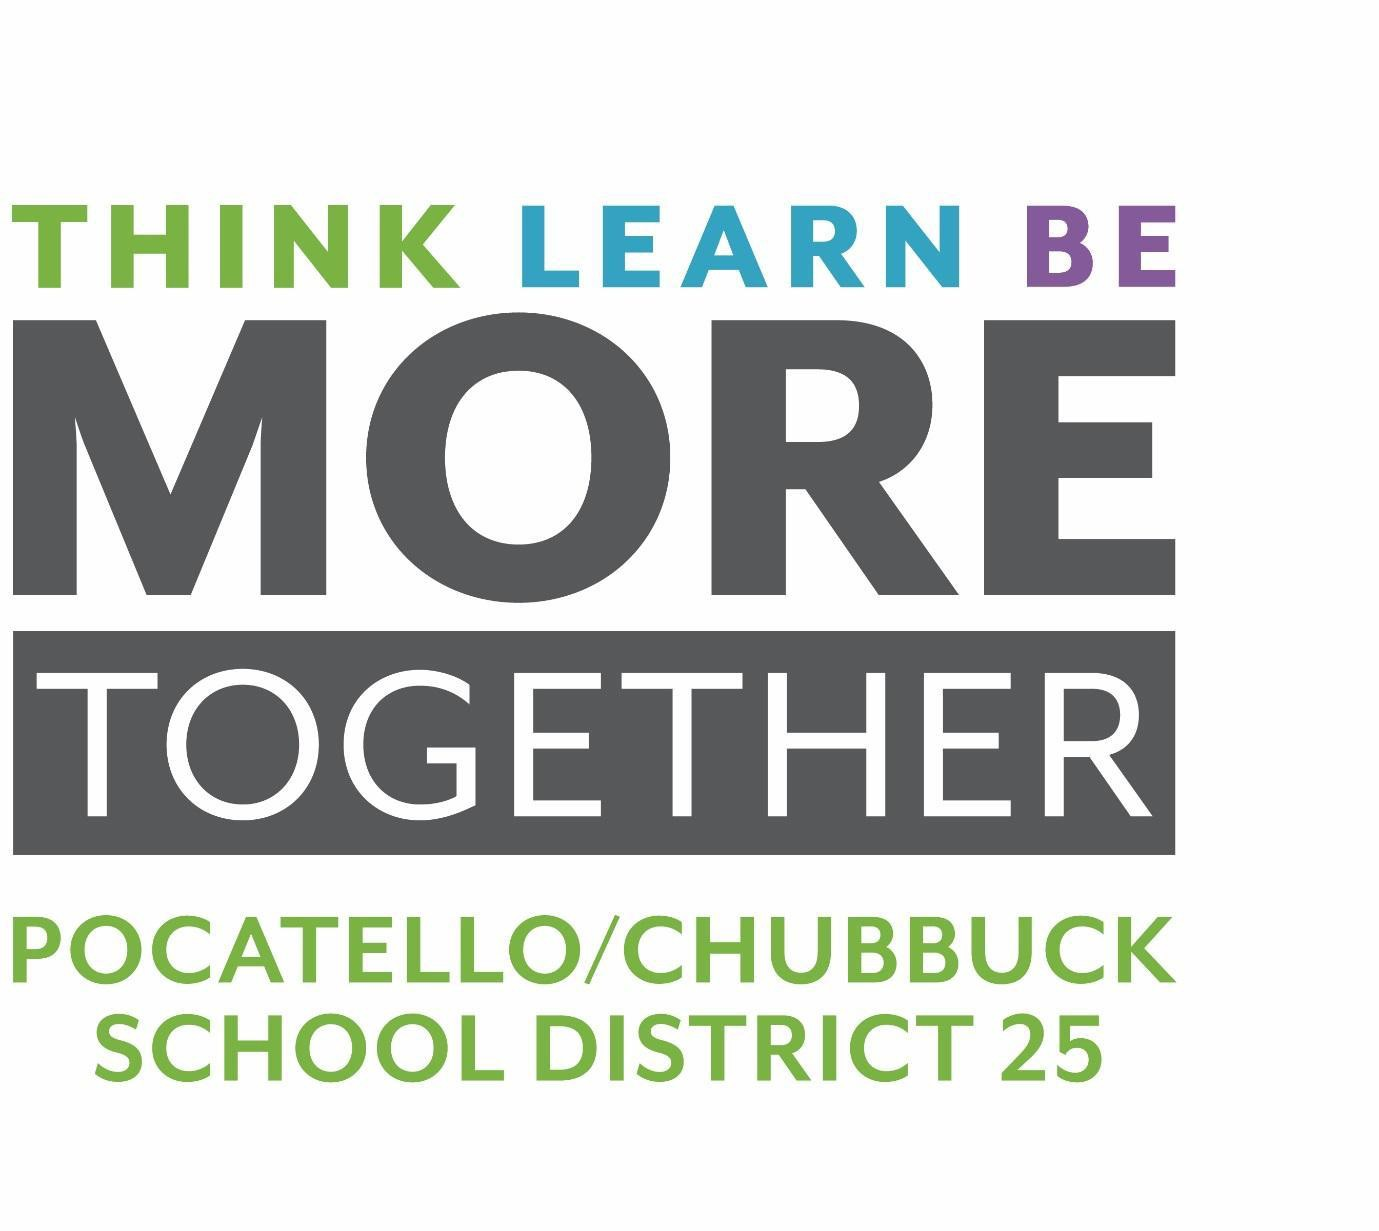 THINK LEARN BE
MORE
TOGETHER
POCATELLO/CHUBBUCK
SCHOOL DISTRICT 25